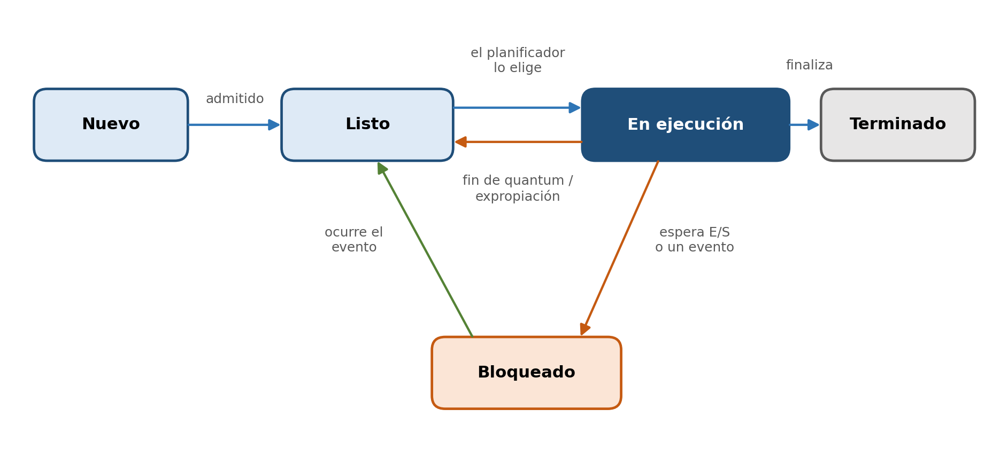 el planificador
lo elige
finaliza
admitido
Nuevo
Listo
En ejecución
Terminado
fin de quantum /
expropiación
ocurre el
evento
espera E/S
o un evento
Bloqueado